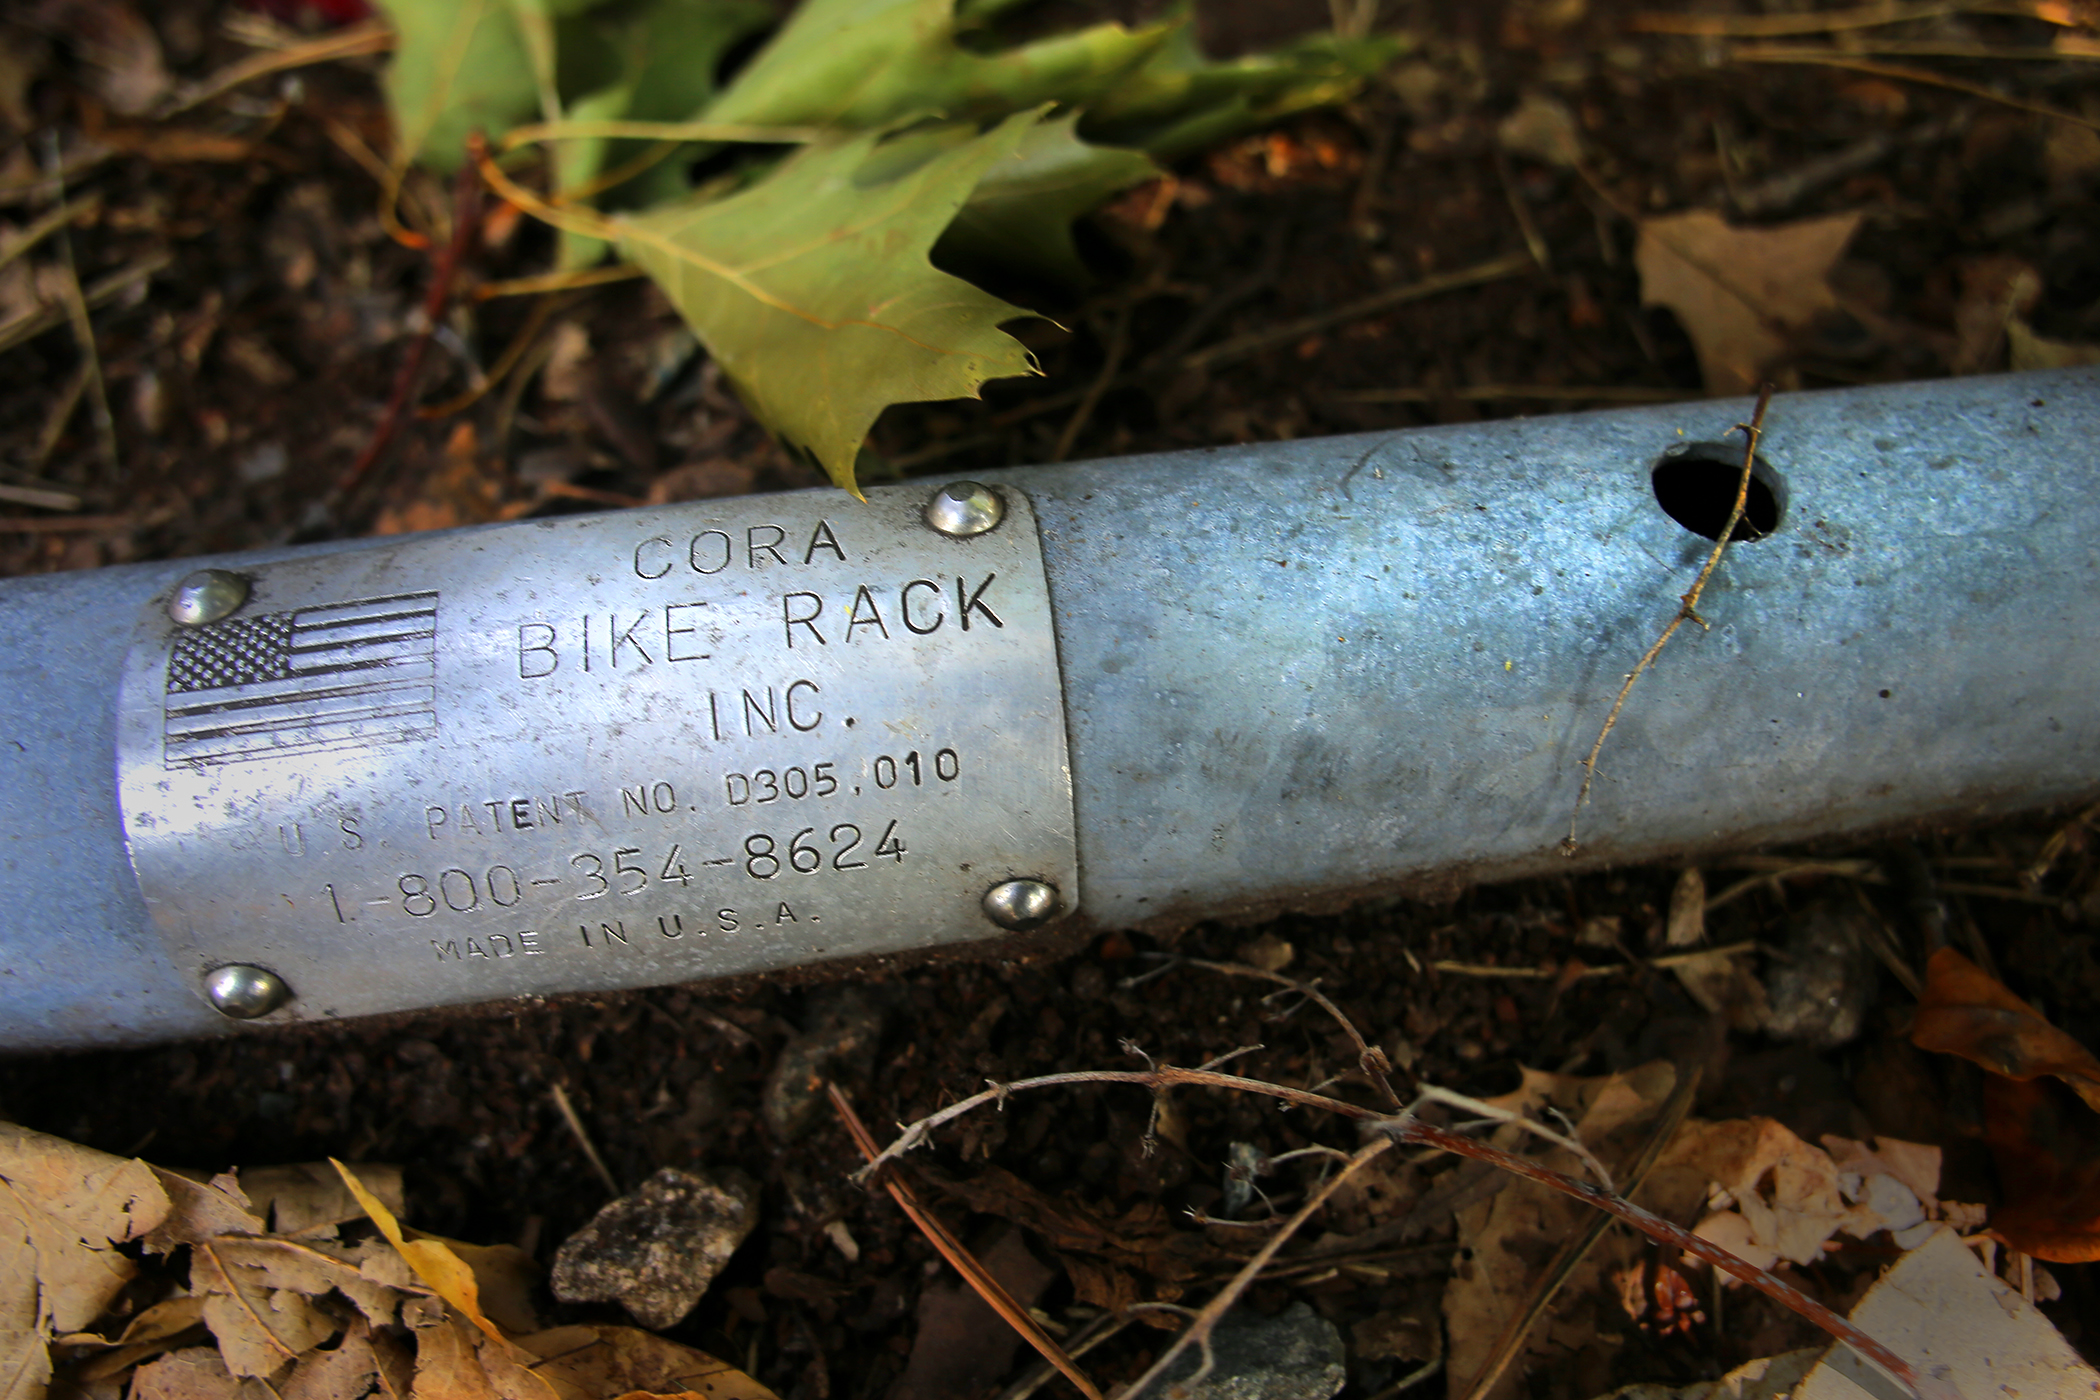 CORA
BIKE RACK
INC.
U.S. PATENT NO. D305,010
1-800-354-8624
MADE IN U.S.A.